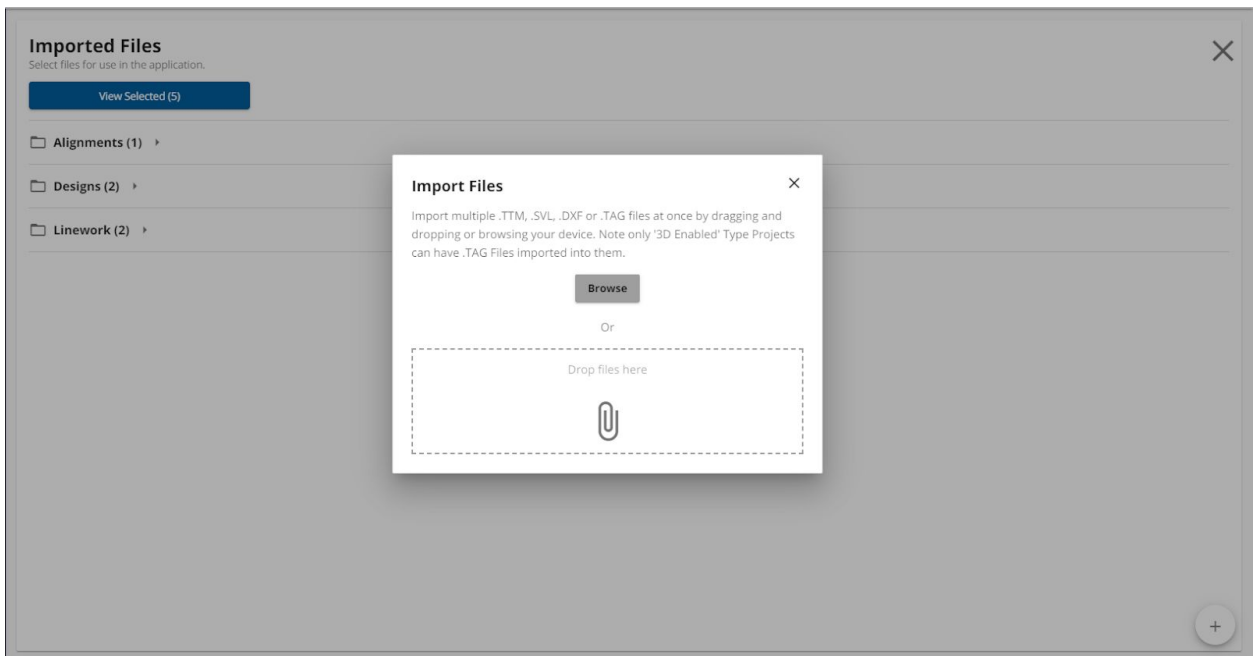 Imported Files
Select files for use in the application.
View Selected (5)
Alignments (1)
Designs (2)
Linework (2)
Import Files
Import multiple .TTM, .SVL, .DXF or .TAG files at once by dragging and
dropping or browsing your device. Note only '3D Enabled' Type Projects
can have .TAG Files imported into them.
Browse
Or
Drop files here